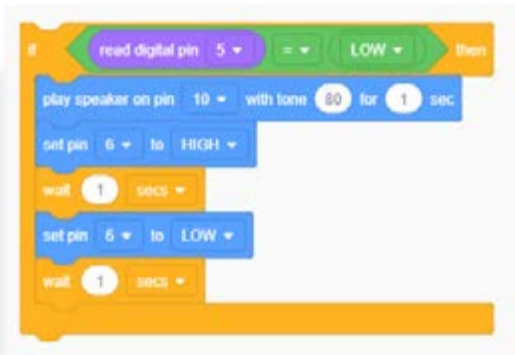 if read digital pin 5 = LOW then
play speaker on pin 10 with tone 80 for 1 sec
set pin 6 to HIGH
wait 1 secs
set pin 6 to LOW
wait 1 secs